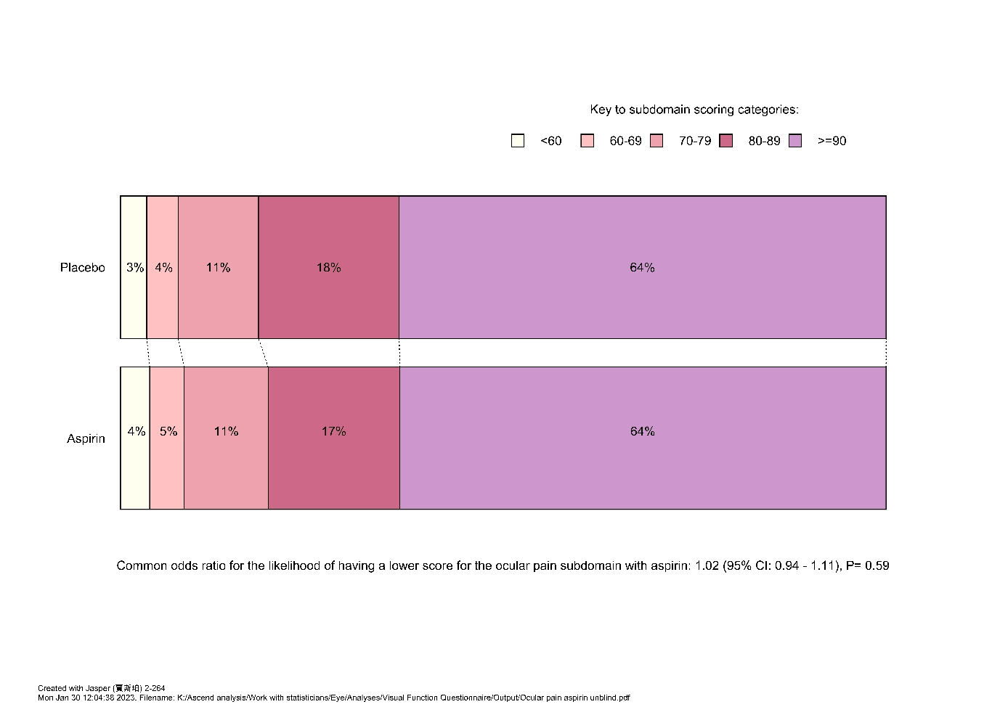 Key to subdomain scoring categories:
<60 60-69 70-79 80-89 >=90
Placebo 3% 4% 11% 18% 64%
Aspirin 4% 5% 11% 17% 64%
Common odds ratio for the likelihood of having a lower score for the ocular pain subdomain with aspirin: 1.02 (95% CI: 0.94 - 1.11), P= 0.59
Created with Jasper (賈斯珀) 2-264
Mon Jan 30 12:04:38 2023. Filename: K:/Ascend analysis/Work with statisticians/Eye/Analyses/Visual Function Questionnaire/Output/Ocular pain aspirin unblind.pdf